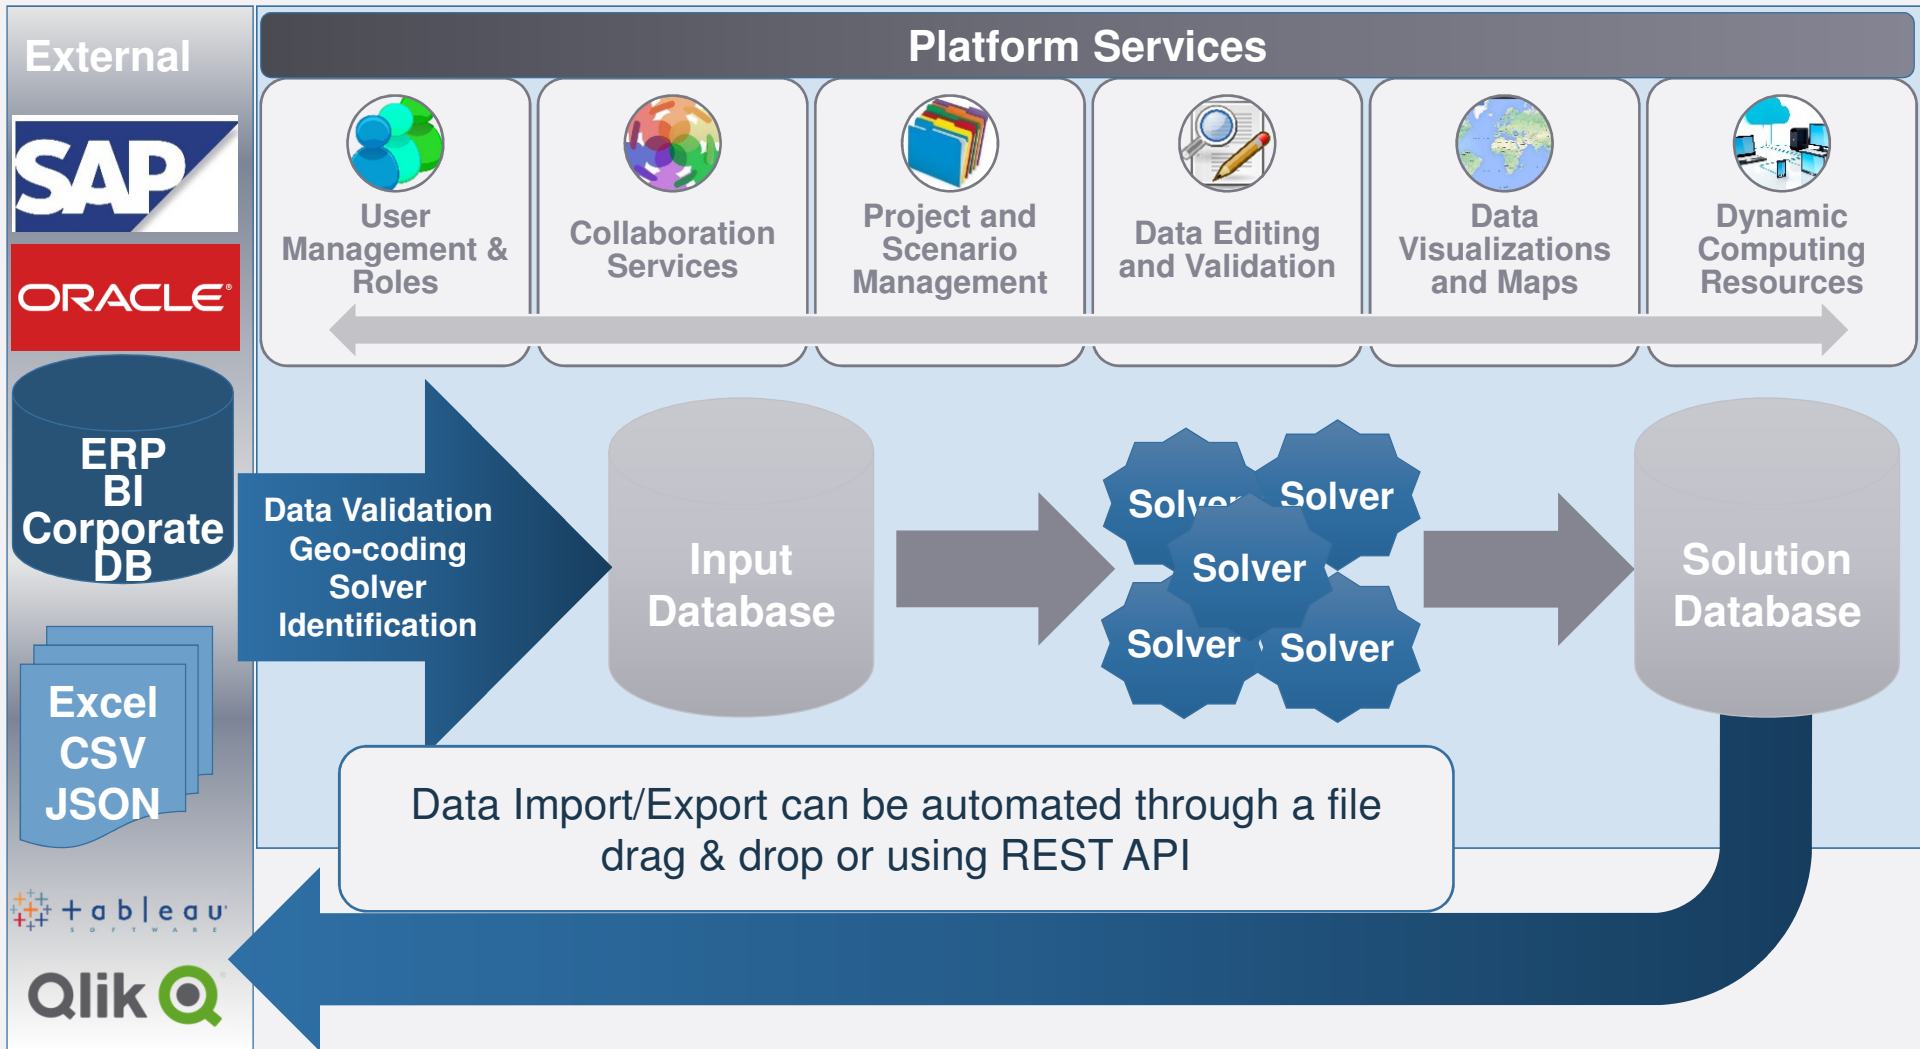 External
SAP
ORACLE®
ERP
BI
Corporate
DB
Excel
CSV
JSON
+ableau
SOFTWARE
Qlik
Platform Services
User
Management &
Roles
Collaboration
Services
Project and
Scenario
Management
Data Editing
and Validation
Data
Visualizations
and Maps
Dynamic
Computing
Resources
Data Validation
Geo-coding
Solver
Identification
Input
Database
Solver
Solver
Solver
Solver
Solver
Solution
Database
Data Import/Export can be automated through a file
drag & drop or using REST API